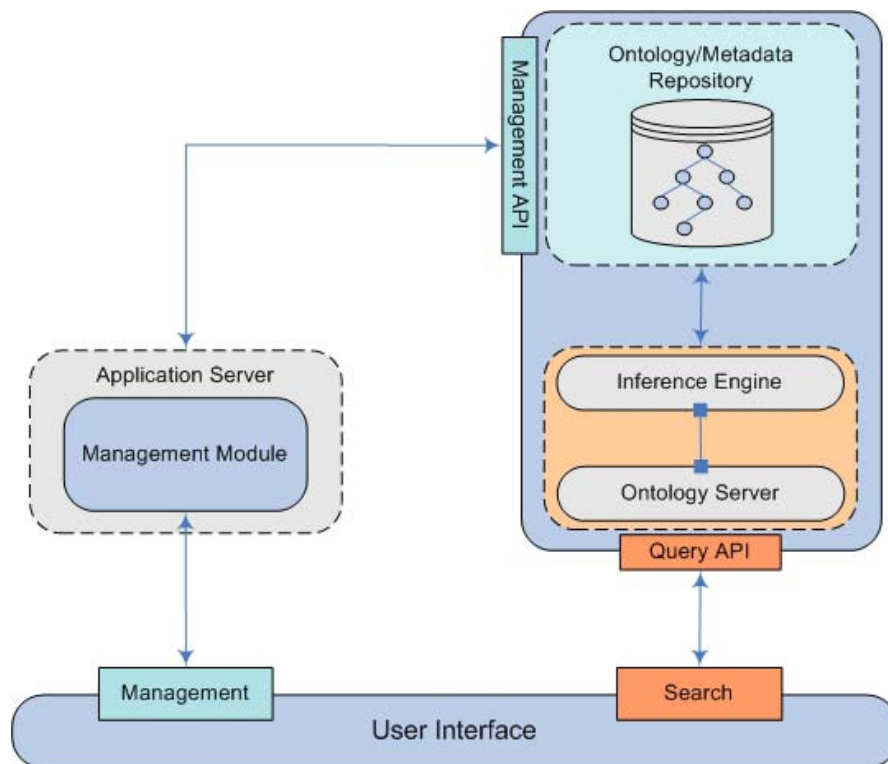 Ontology/Metadata
Repository
Management API
Application Server
Management Module
Inference Engine
Ontology Server
Query API
Management
Search
User Interface